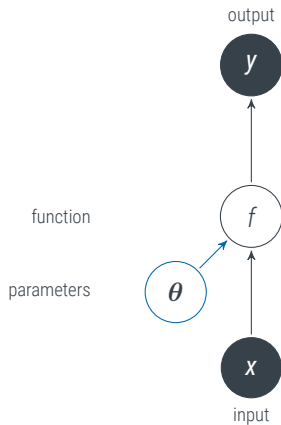 output
y
function
f
parameters
θ
x
input